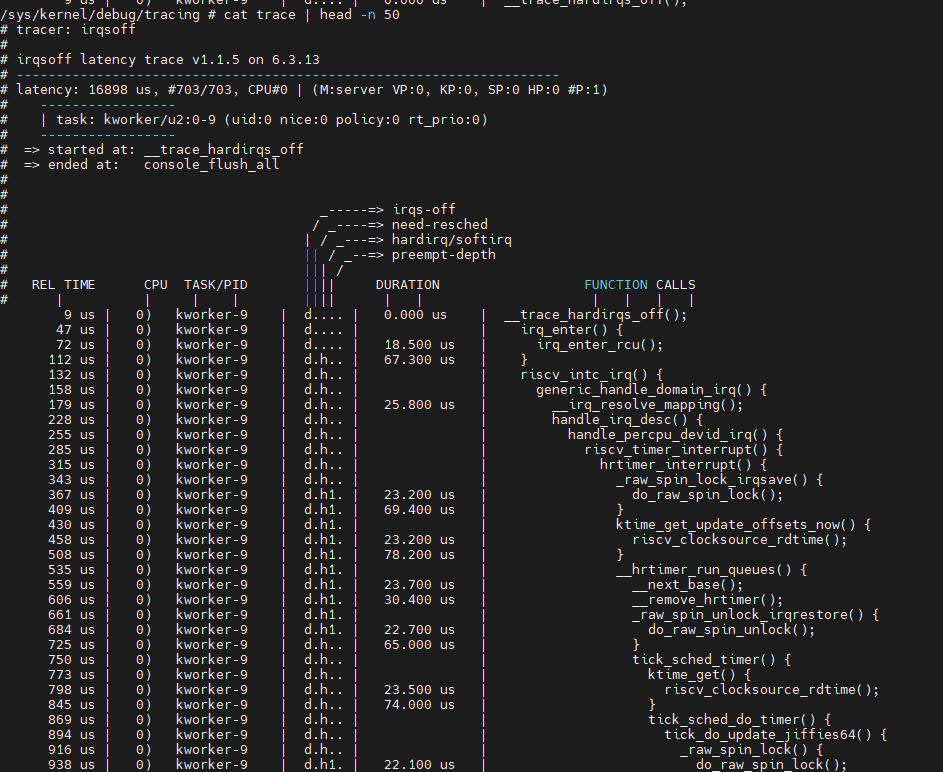 /sys/kernel/debug/tracing # cat trace | head -n 50
# tracer: irqsoff
#
# irqsoff latency trace v1.1.5 on 6.3.13
# --------------------------------------------------------------------
# latency: 16898 us, #703/703, CPU#0 | (M:server VP:0, KP:0, SP:0 HP:0 #P:1)
#    -----------------
#    | task: kworker/u2:0-9 (uid:0 nice:0 policy:0 rt_prio:0)
#    -----------------
#  => started at: __trace_hardirqs_off
#  => ended at:   console_flush_all
#
#
#                                       _-----=> irqs-off
#                                      / _----=> need-resched
#                                     | / _---=> hardirq/softirq
#                                     || / _--=> preempt-depth
#                                     ||| /
#   REL TIME      CPU  TASK/PID       ||||     DURATION                  FUNCTION CALLS
#      |          |     |    |        ||||      |   |                     |   |   |   |
        9 us |   0)   kworker-9    |  d.... |   0.000 us    |  __trace_hardirqs_off();
       47 us |   0)   kworker-9    |  d.... |               |    irq_enter() {
       72 us |   0)   kworker-9    |  d.... |   18.500 us   |      irq_enter_rcu();
      112 us |   0)   kworker-9    |  d.h.. |   67.300 us   |    }
      132 us |   0)   kworker-9    |  d.h.. |               |    riscv_intc_irq() {
      158 us |   0)   kworker-9    |  d.h.. |               |      generic_handle_domain_irq() {
      179 us |   0)   kworker-9    |  d.h.. |   25.800 us   |        __irq_resolve_mapping();
      228 us |   0)   kworker-9    |  d.h.. |               |        handle_irq_desc() {
      255 us |   0)   kworker-9    |  d.h.. |               |          handle_percpu_devid_irq() {
      285 us |   0)   kworker-9    |  d.h.. |               |            riscv_timer_interrupt() {
      315 us |   0)   kworker-9    |  d.h.. |               |              hrtimer_interrupt() {
      343 us |   0)   kworker-9    |  d.h.. |               |                _raw_spin_lock_irqsave() {
      367 us |   0)   kworker-9    |  d.h1. |   23.200 us   |                  do_raw_spin_lock();
      409 us |   0)   kworker-9    |  d.h1. |   69.400 us   |                }
      430 us |   0)   kworker-9    |  d.h1. |               |                ktime_get_update_offsets_now() {
      458 us |   0)   kworker-9    |  d.h1. |   23.200 us   |                  riscv_clocksource_rdtime();
      508 us |   0)   kworker-9    |  d.h1. |   78.200 us   |                }
      535 us |   0)   kworker-9    |  d.h1. |               |                __hrtimer_run_queues() {
      559 us |   0)   kworker-9    |  d.h1. |   23.700 us   |                  __next_base();
      606 us |   0)   kworker-9    |  d.h1. |   30.400 us   |                  __remove_hrtimer();
      661 us |   0)   kworker-9    |  d.h1. |               |                  _raw_spin_unlock_irqrestore() {
      684 us |   0)   kworker-9    |  d.h1. |   22.700 us   |                    do_raw_spin_unlock();
      725 us |   0)   kworker-9    |  d.h.. |   65.000 us   |                  }
      750 us |   0)   kworker-9    |  d.h.. |               |                  tick_sched_timer() {
      773 us |   0)   kworker-9    |  d.h.. |               |                    ktime_get() {
      798 us |   0)   kworker-9    |  d.h.. |   23.500 us   |                      riscv_clocksource_rdtime();
      845 us |   0)   kworker-9    |  d.h.. |   74.000 us   |                    }
      869 us |   0)   kworker-9    |  d.h.. |               |                    tick_sched_do_timer() {
      894 us |   0)   kworker-9    |  d.h.. |               |                      tick_do_update_jiffies64() {
      916 us |   0)   kworker-9    |  d.h.. |               |                        _raw_spin_lock() {
      938 us |   0)   kworker-9    |  d.h1. |   22.100 us   |                          do_raw_spin_lock();